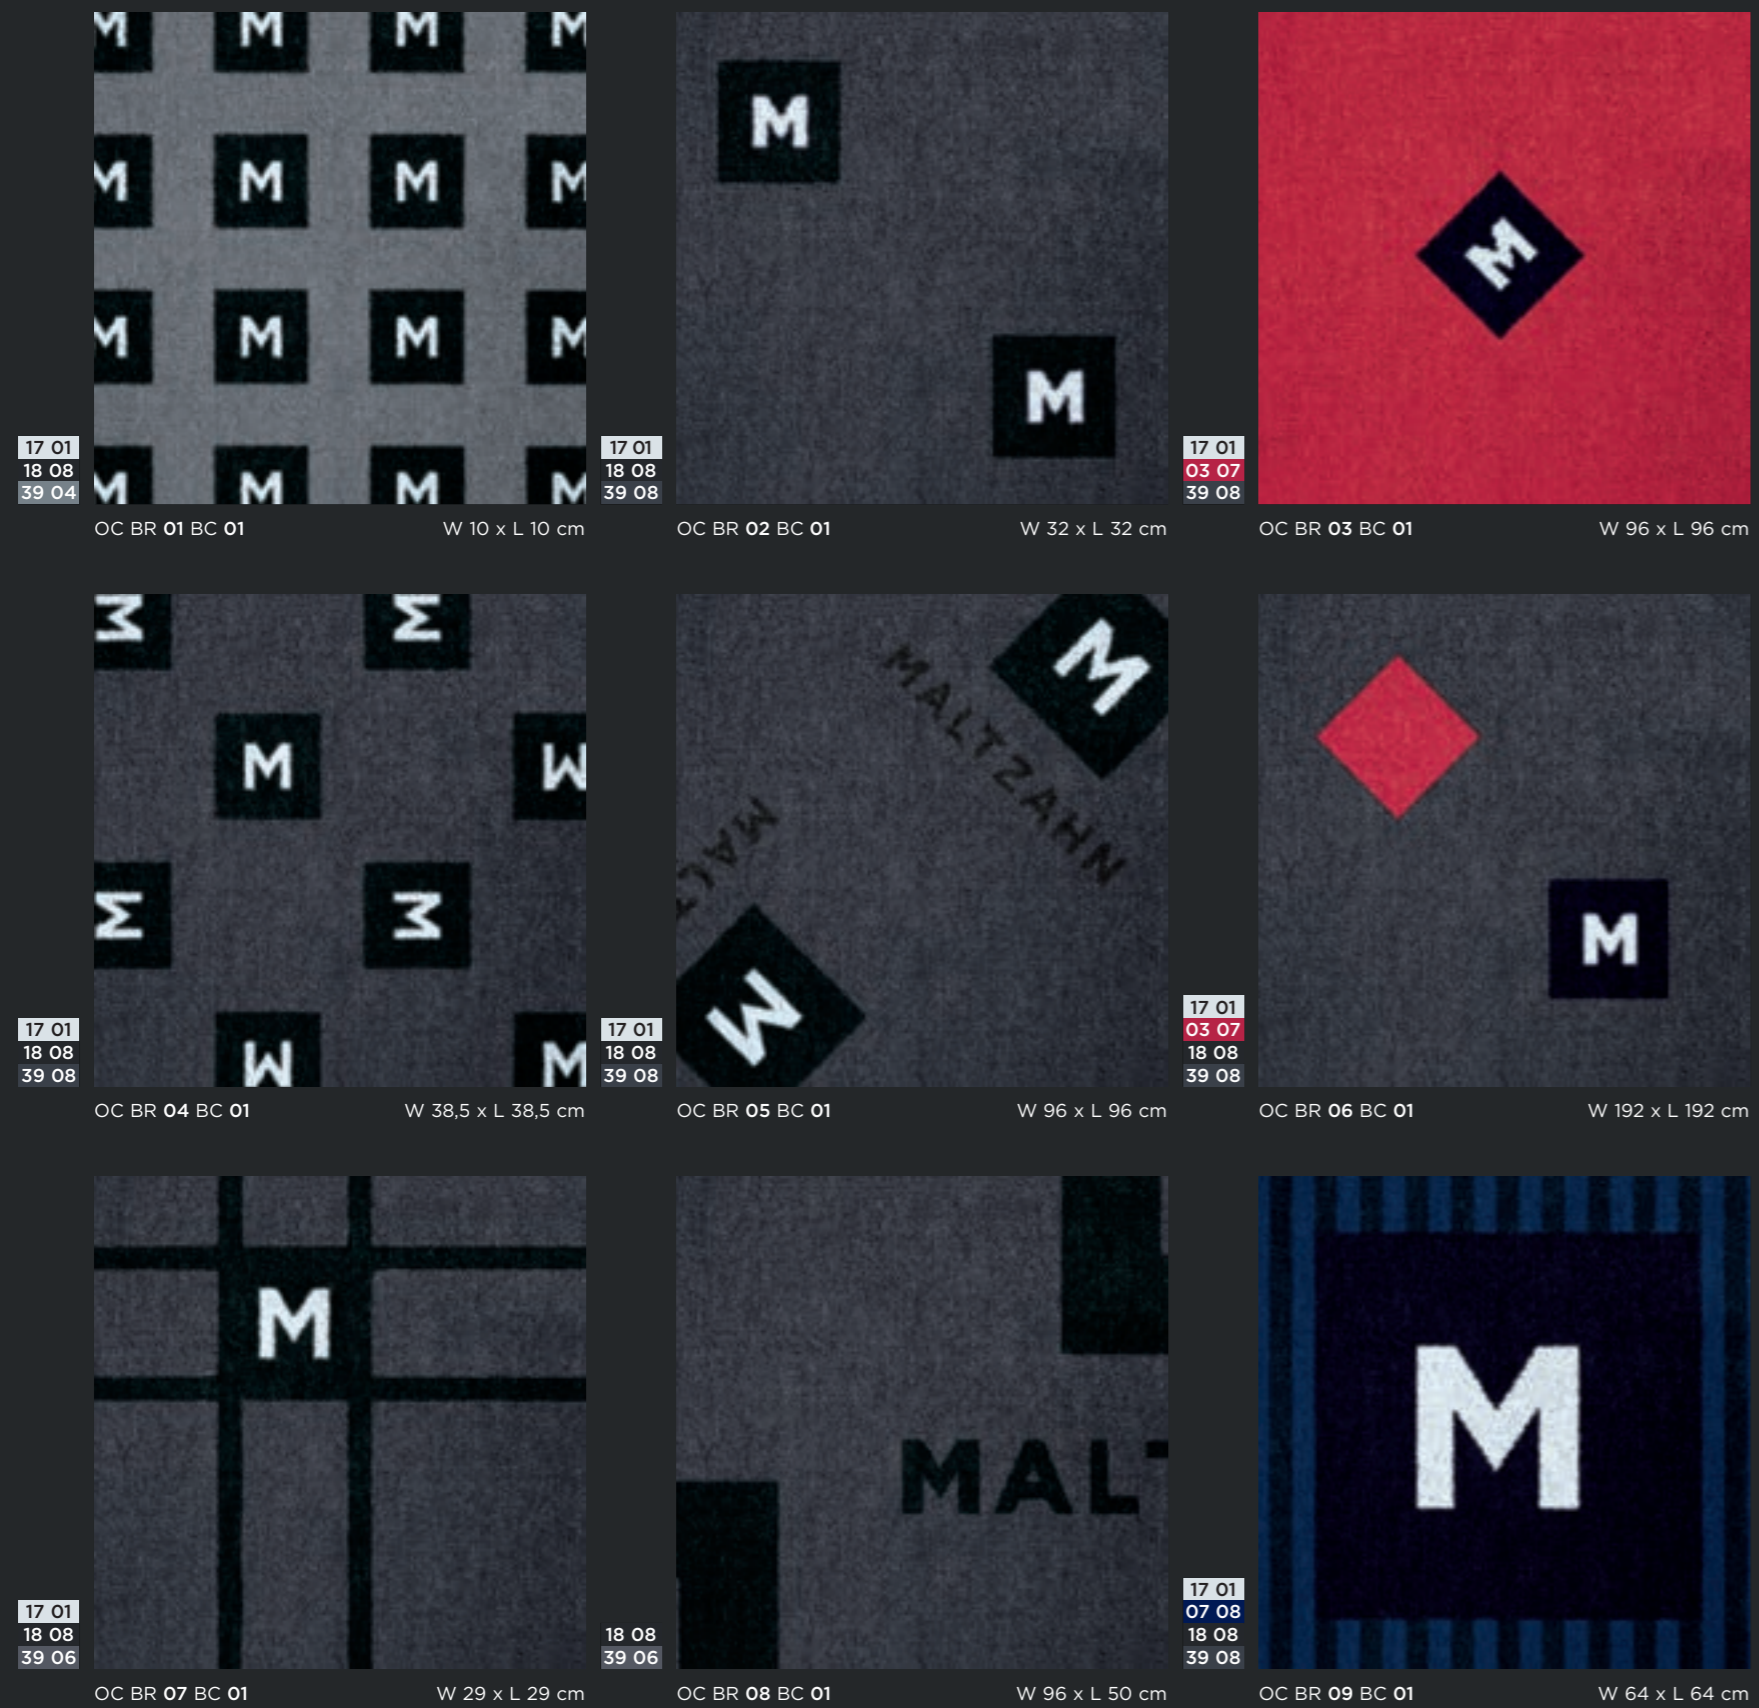 M M M M
M M M M
M M M M
M M M M
17 01
18 08
39 04
OC BR 01 BC 01 W 10 x L 10 cm
M
M
17 01
18 08
39 08
OC BR 02 BC 01 W 32 x L 32 cm
M
17 01
03 07
39 08
OC BR 03 BC 01 W 96 x L 96 cm
M M
M M
M M
M M
17 01
18 08
39 08
OC BR 04 BC 01 W 38,5 x L 38,5 cm
M
MALTZAHN
MALT
M
17 01
18 08
39 08
OC BR 05 BC 01 W 96 x L 96 cm
M
17 01
03 07
18 08
39 08
OC BR 06 BC 01 W 192 x L 192 cm
M
17 01
18 08
39 06
OC BR 07 BC 01 W 29 x L 29 cm
MALT
18 08
39 06
OC BR 08 BC 01 W 96 x L 50 cm
M
17 01
07 08
18 08
39 08
OC BR 09 BC 01 W 64 x L 64 cm